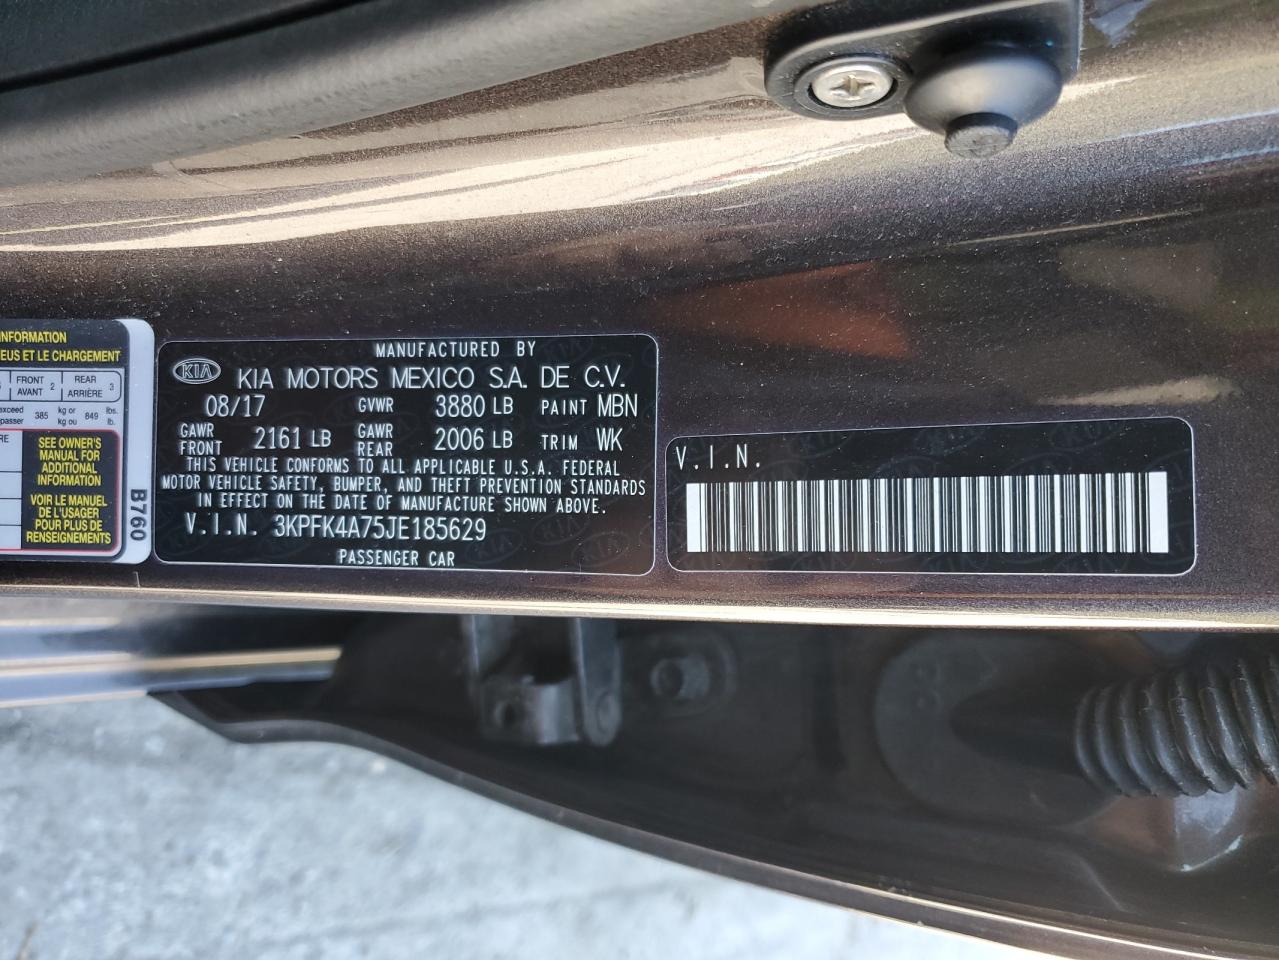 INFORMATION
EUS ET LE CHARGEMENT
FRONT AVANT 2 REAR ARRIÈRE 3
exceed 385 kg or kg ou 849 lbs. lb.
SEE OWNER'S
MANUAL FOR
ADDITIONAL
INFORMATION
VOIR LE MANUEL
DE L'USAGER
POUR PLUS DE
RENSEIGNEMENTS
B760
MANUFACTURED BY
KIA KIA MOTORS MEXICO S.A. DE C.V.
08/17 GVWR 3880 LB PAINT MBN
GAWR FRONT 2161 LB GAWR REAR 2006 LB TRIM WK
THIS VEHICLE CONFORMS TO ALL APPLICABLE U.S.A. FEDERAL
MOTOR VEHICLE SAFETY, BUMPER, AND THEFT PREVENTION STANDARDS
IN EFFECT ON THE DATE OF MANUFACTURE SHOWN ABOVE.
V.I.N. 3KPFK4A75JE185629
PASSENGER CAR
V.I.N.